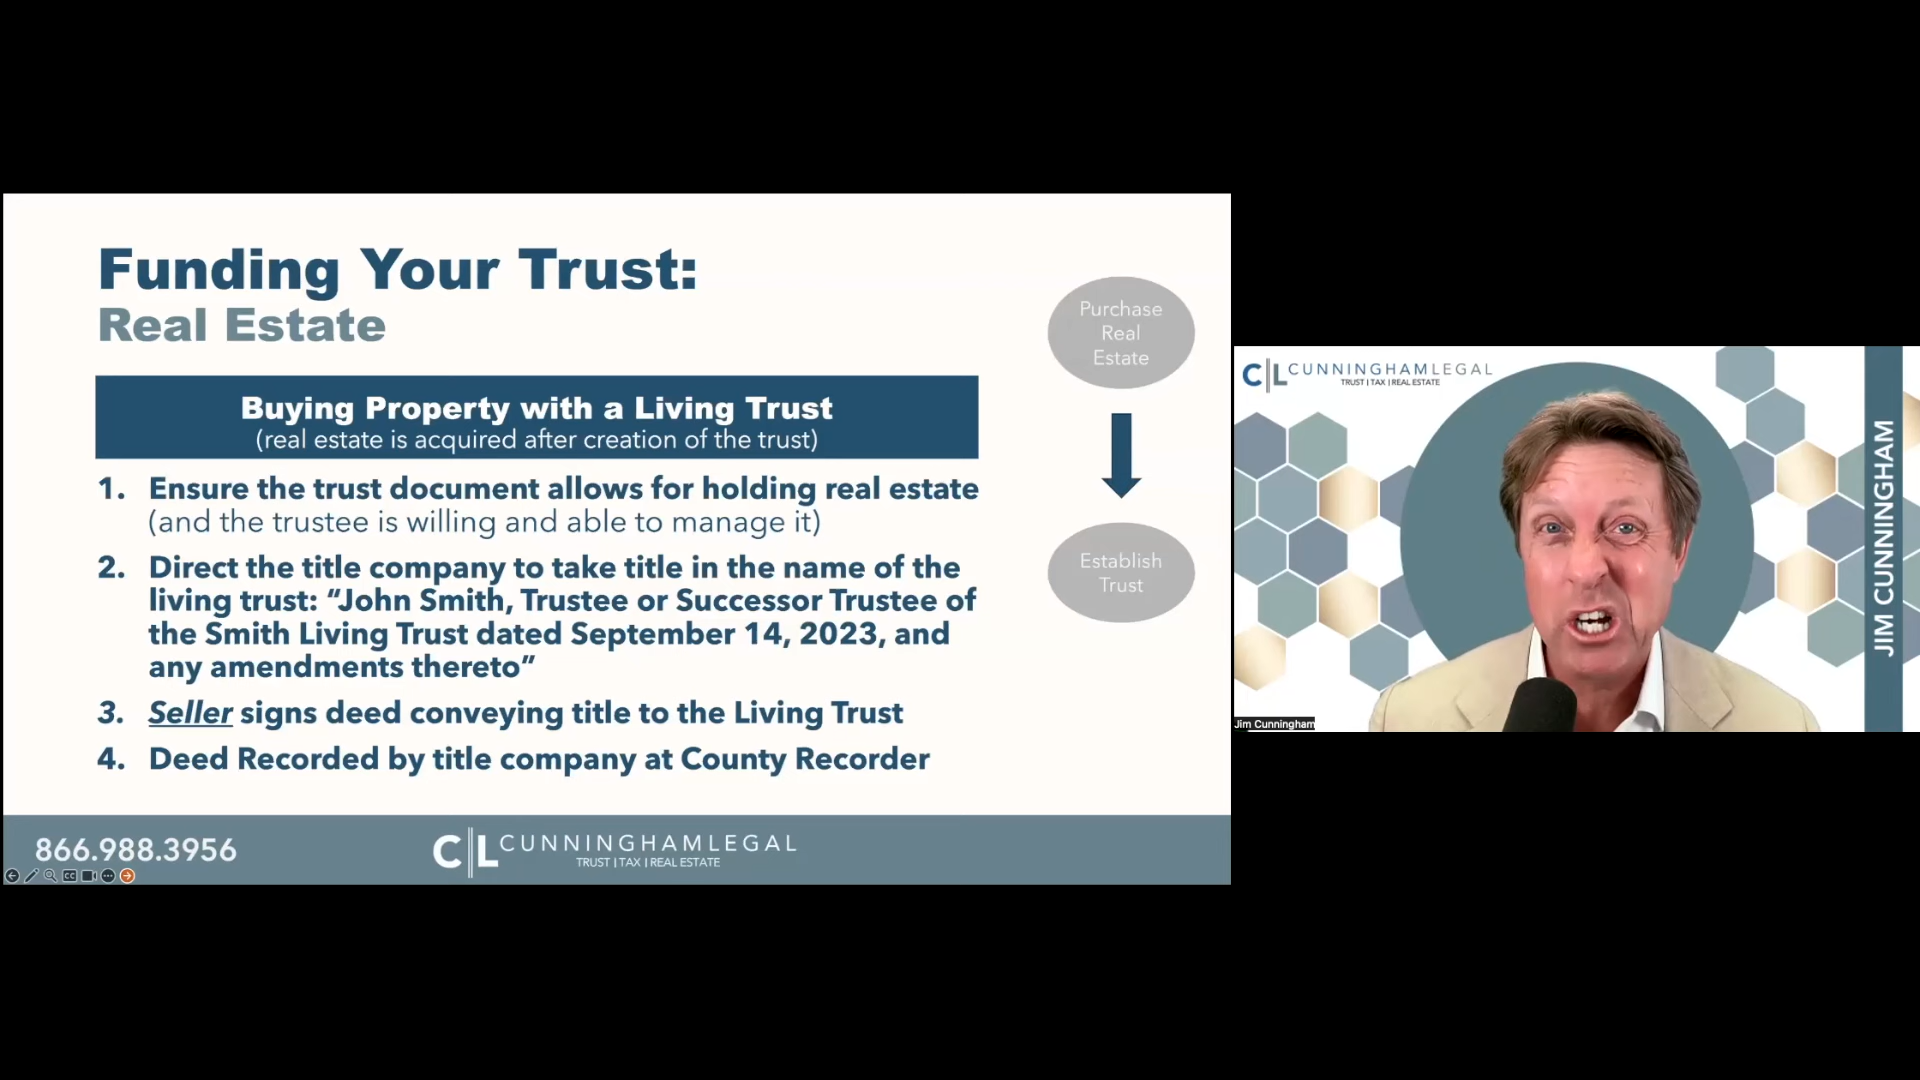 Funding Your Trust:
Real Estate
Buying Property with a Living Trust
(real estate is acquired after creation of the trust)
1. Ensure the trust document allows for holding real estate
(and the trustee is willing and able to manage it)
2. Direct the title company to take title in the name of the
living trust: “John Smith, Trustee or Successor Trustee of
the Smith Living Trust dated September 14, 2023, and
any amendments thereto”
3. Seller signs deed conveying title to the Living Trust
4. Deed Recorded by title company at County Recorder
Purchase
Real
Estate
Establish
Trust
866.988.3956
CL CUNNINGHAMLEGAL
TRUST | TAX | REAL ESTATE
CC
CL CUNNINGHAMLEGAL
TRUST | TAX | REAL ESTATE
JIM CUNNINGHAM
Jim Cunningham